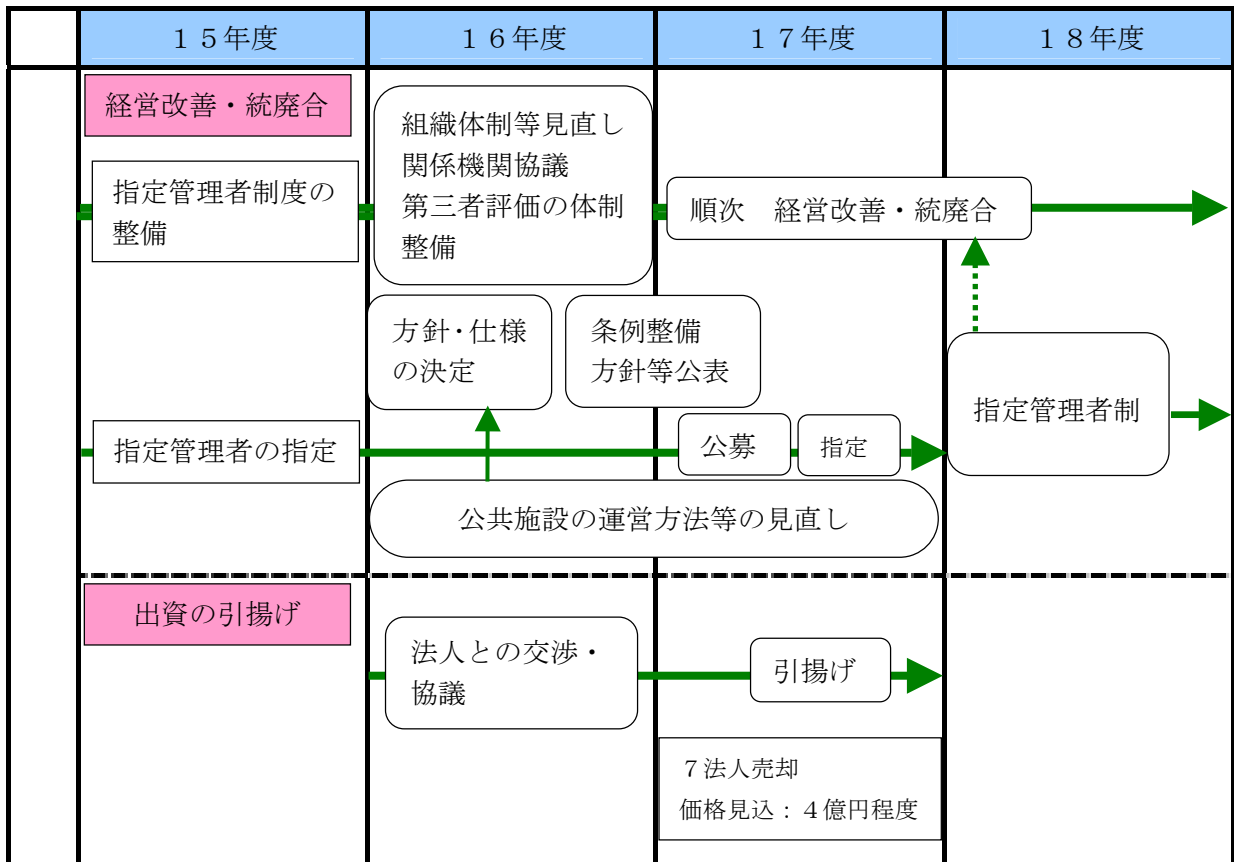 １５年度
１６年度
１７年度
１８年度
経営改善・統廃合
指定管理者制度の
整備
組織体制等見直し
関係機関協議
第三者評価の体制
整備
順次　経営改善・統廃合
方針・仕様
の決定
条例整備
方針等公表
指定管理者制
指定管理者の指定
公募
指定
公共施設の運営方法等の見直し
出資の引揚げ
法人との交渉・
協議
引揚げ
７法人売却
価格見込：４億円程度